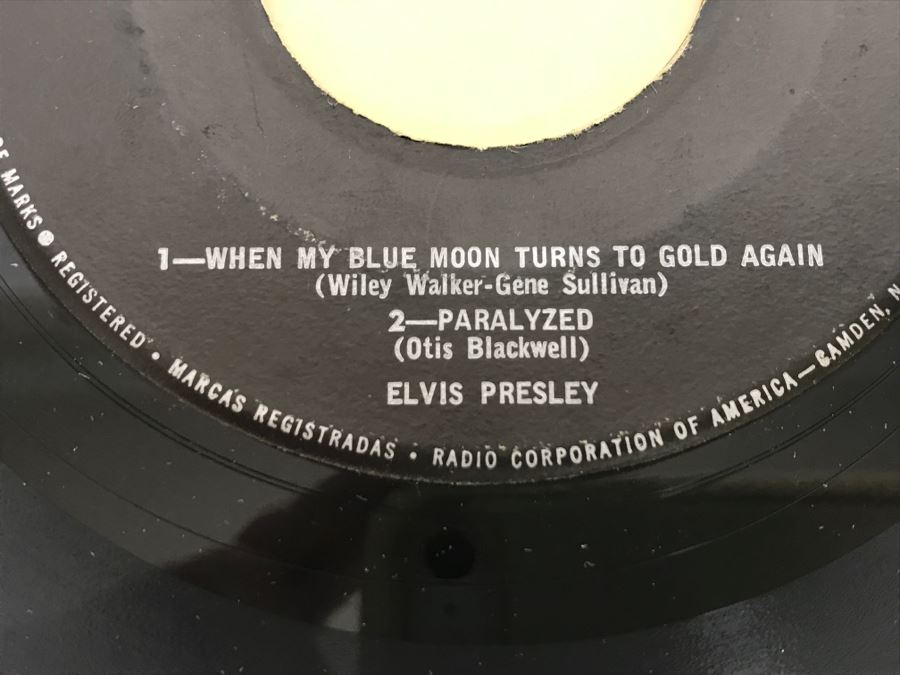 1—WHEN MY BLUE MOON TURNS TO GOLD AGAIN
(Wiley Walker-Gene Sullivan)
2—PARALYZED
(Otis Blackwell)
ELVIS PRESLEY
MARKS ® REGISTERED • MARCAS REGISTRADAS • RADIO CORPORATION OF AMERICA—CAMDEN, N